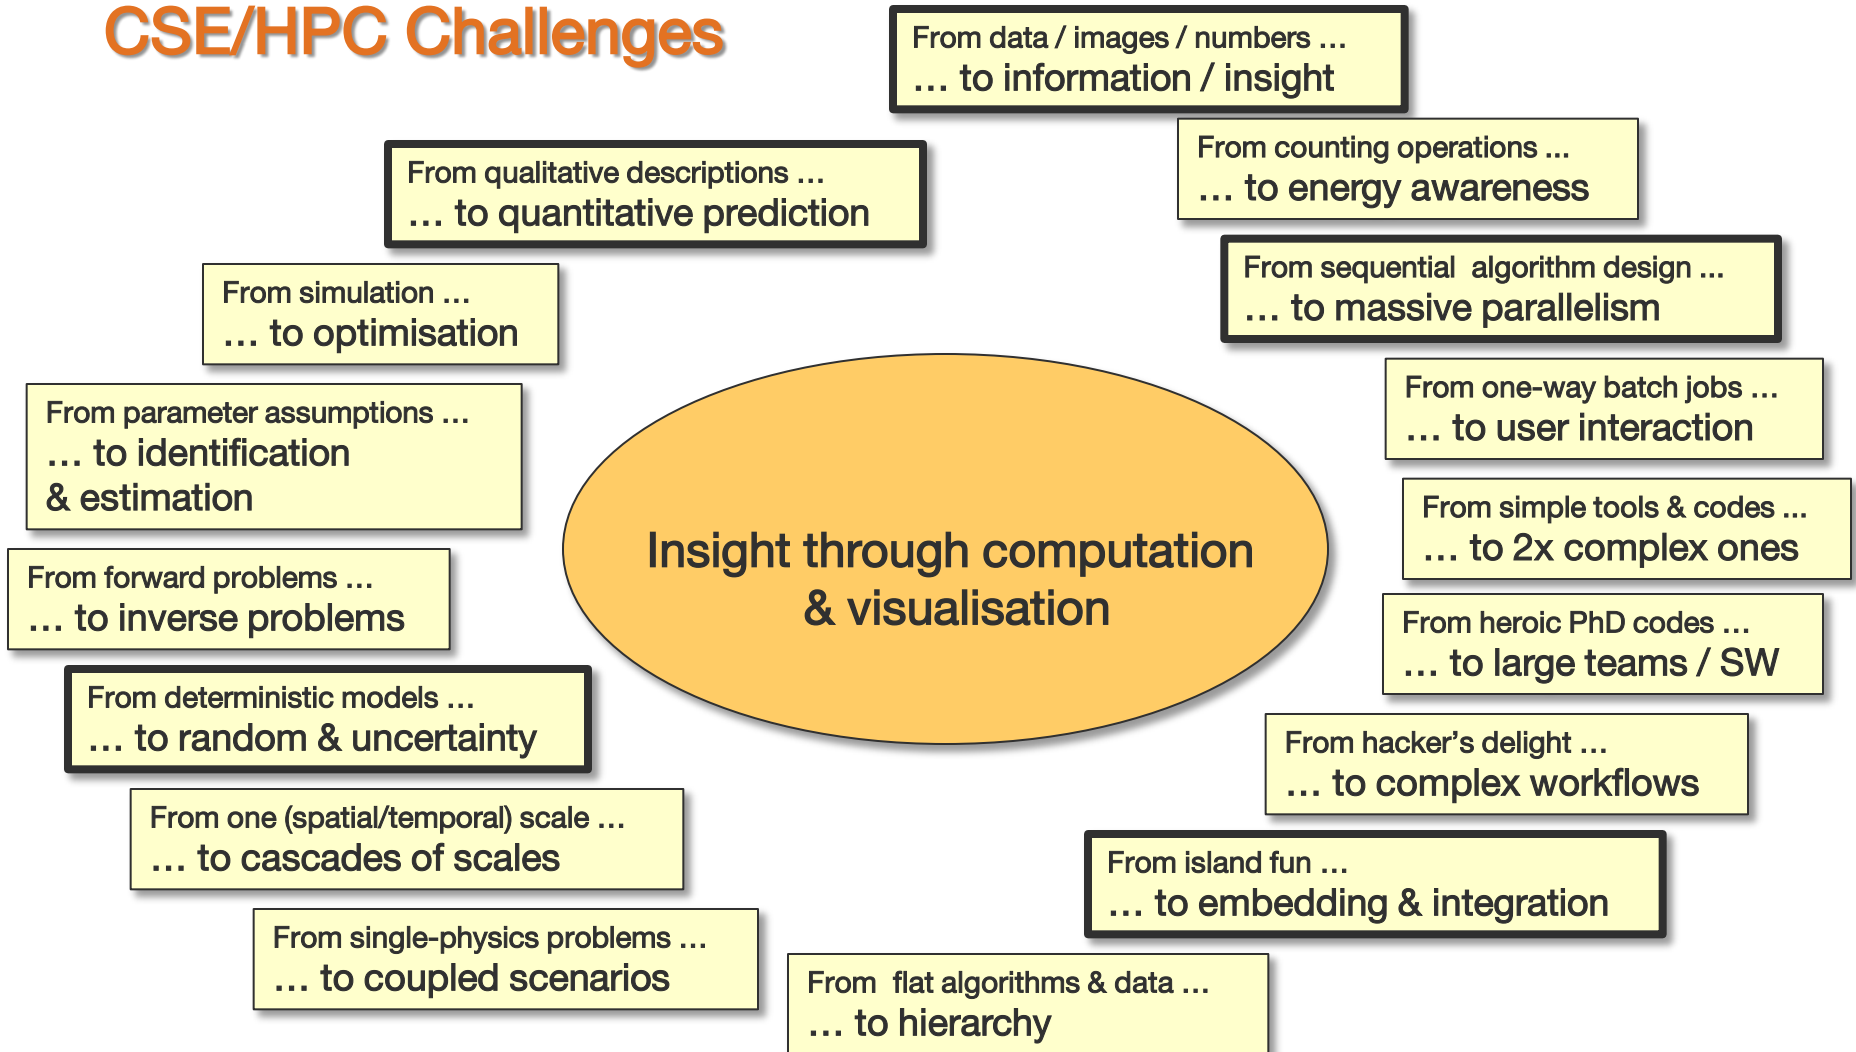 CSE/HPC Challenges
From data / images / numbers …
… to information / insight
From counting operations ...
… to energy awareness
From qualitative descriptions …
… to quantitative prediction
From sequential  algorithm design ...
… to massive parallelism
From simulation …
… to optimisation
From one-way batch jobs …
… to user interaction
From parameter assumptions …
… to identification
& estimation
From simple tools & codes ...
… to 2x complex ones
Insight through computation
& visualisation
From forward problems …
… to inverse problems
From heroic PhD codes …
… to large teams / SW
From deterministic models …
… to random & uncertainty
From hacker’s delight …
… to complex workflows
From one (spatial/temporal) scale …
… to cascades of scales
From island fun …
… to embedding & integration
From single-physics problems …
… to coupled scenarios
From  flat algorithms & data …
… to hierarchy